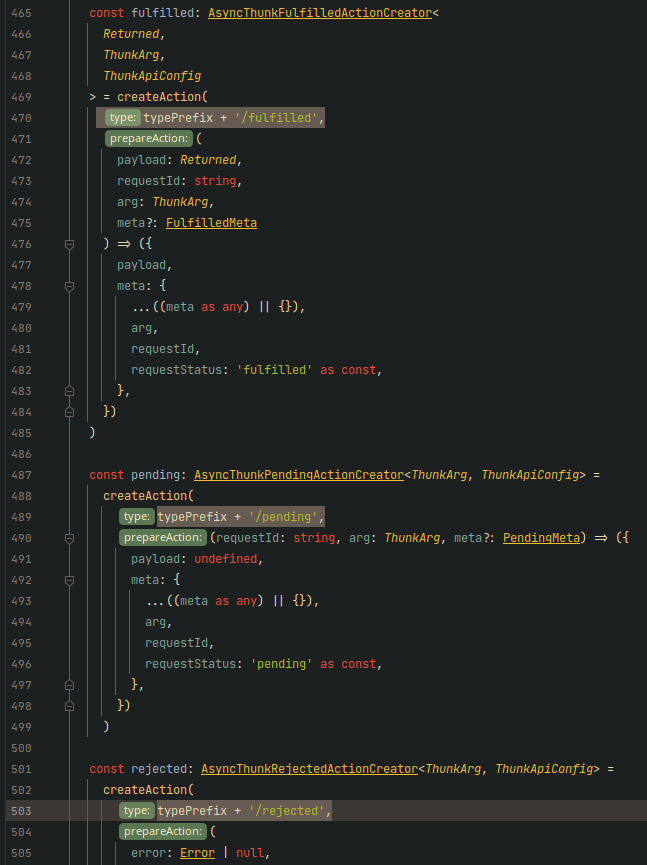 465 const fulfilled: AsyncThunkFulfilledActionCreator<
466 Returned,
467 ThunkArg,
468 ThunkApiConfig
469 > = createAction(
470 type: typePrefix + '/fulfilled',
471 prepareAction: (
472 payload: Returned,
473 requestId: string,
474 arg: ThunkArg,
475 meta?: FulfilledMeta
476 ) => ({
477 payload,
478 meta: {
479 ...((meta as any) || {}),
480 arg,
481 requestId,
482 requestStatus: 'fulfilled' as const,
483 },
484 })
485 )
486
487 const pending: AsyncThunkPendingActionCreator<ThunkArg, ThunkApiConfig> =
488 createAction(
489 type: typePrefix + '/pending',
490 prepareAction: (requestId: string, arg: ThunkArg, meta?: PendingMeta) => ({
491 payload: undefined,
492 meta: {
493 ...((meta as any) || {}),
494 arg,
495 requestId,
496 requestStatus: 'pending' as const,
497 },
498 })
499 )
500
501 const rejected: AsyncThunkRejectedActionCreator<ThunkArg, ThunkApiConfig> =
502 createAction(
503 type: typePrefix + '/rejected',
504 prepareAction: (
505 error: Error | null,